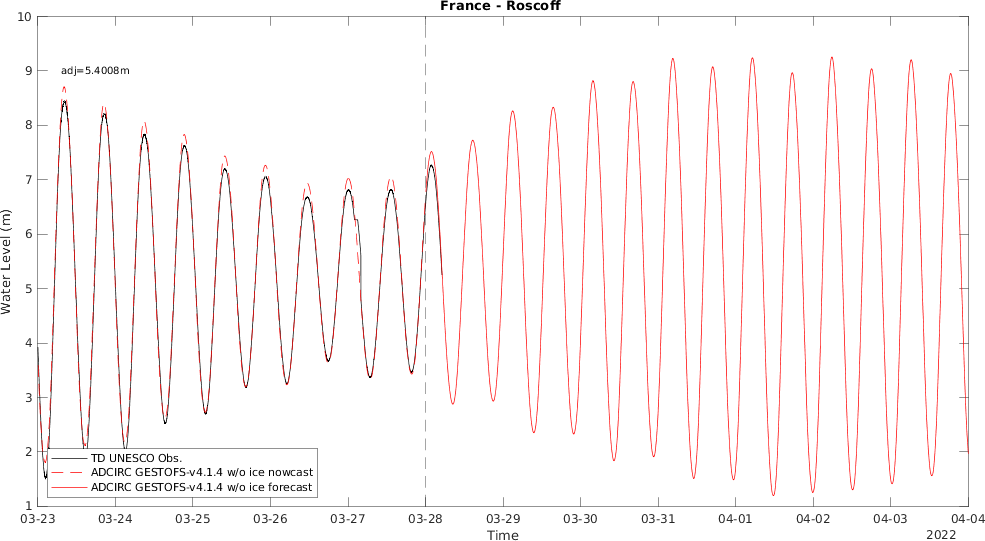 France - Roscoff
adj=5.4008m
Water Level (m)
10
9
8
7
6
5
4
3
2
1
TD UNESCO Obs.
ADCIRC GESTOFS-v4.1.4 w/o ice nowcast
ADCIRC GESTOFS-v4.1.4 w/o ice forecast
03-23 03-24 03-25 03-26 03-27 03-28 03-29 03-30 03-31 04-01 04-02 04-03 04-04
Time
2022